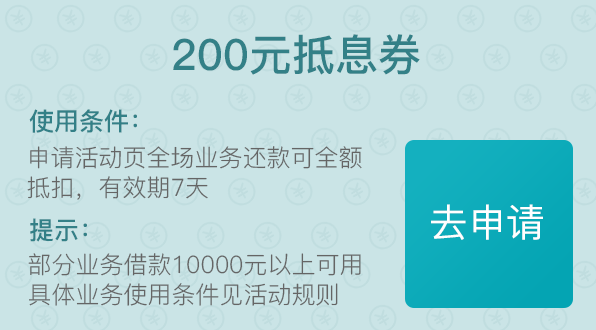 200元抵息券
使用条件：
申请活动页全场业务还款可全额
抵扣，有效期7天
去申请
提示：
部分业务借款10000元以上可用
具体业务使用条件见活动规则